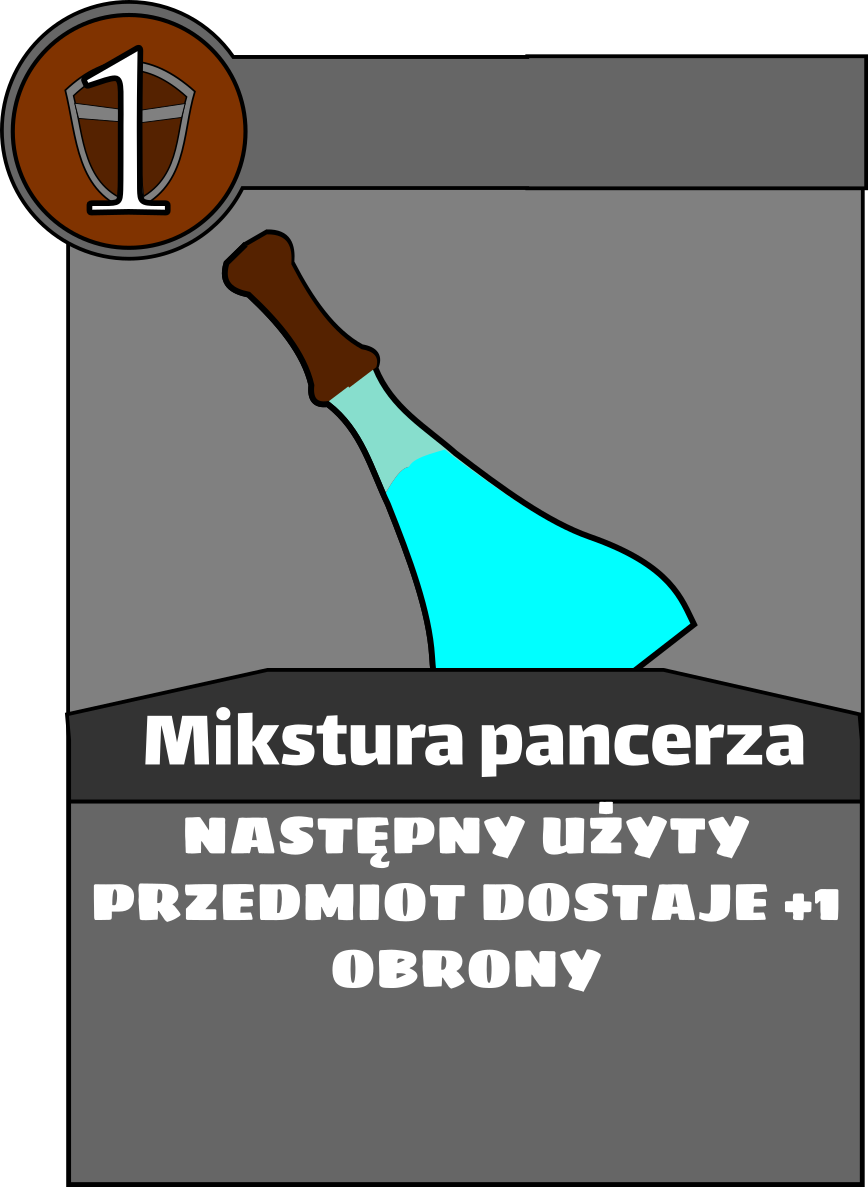 1
Mikstura pancerza
NASTĘPNY UŻYTY
PRZEDMIOT DOSTAJE +1
OBRONY